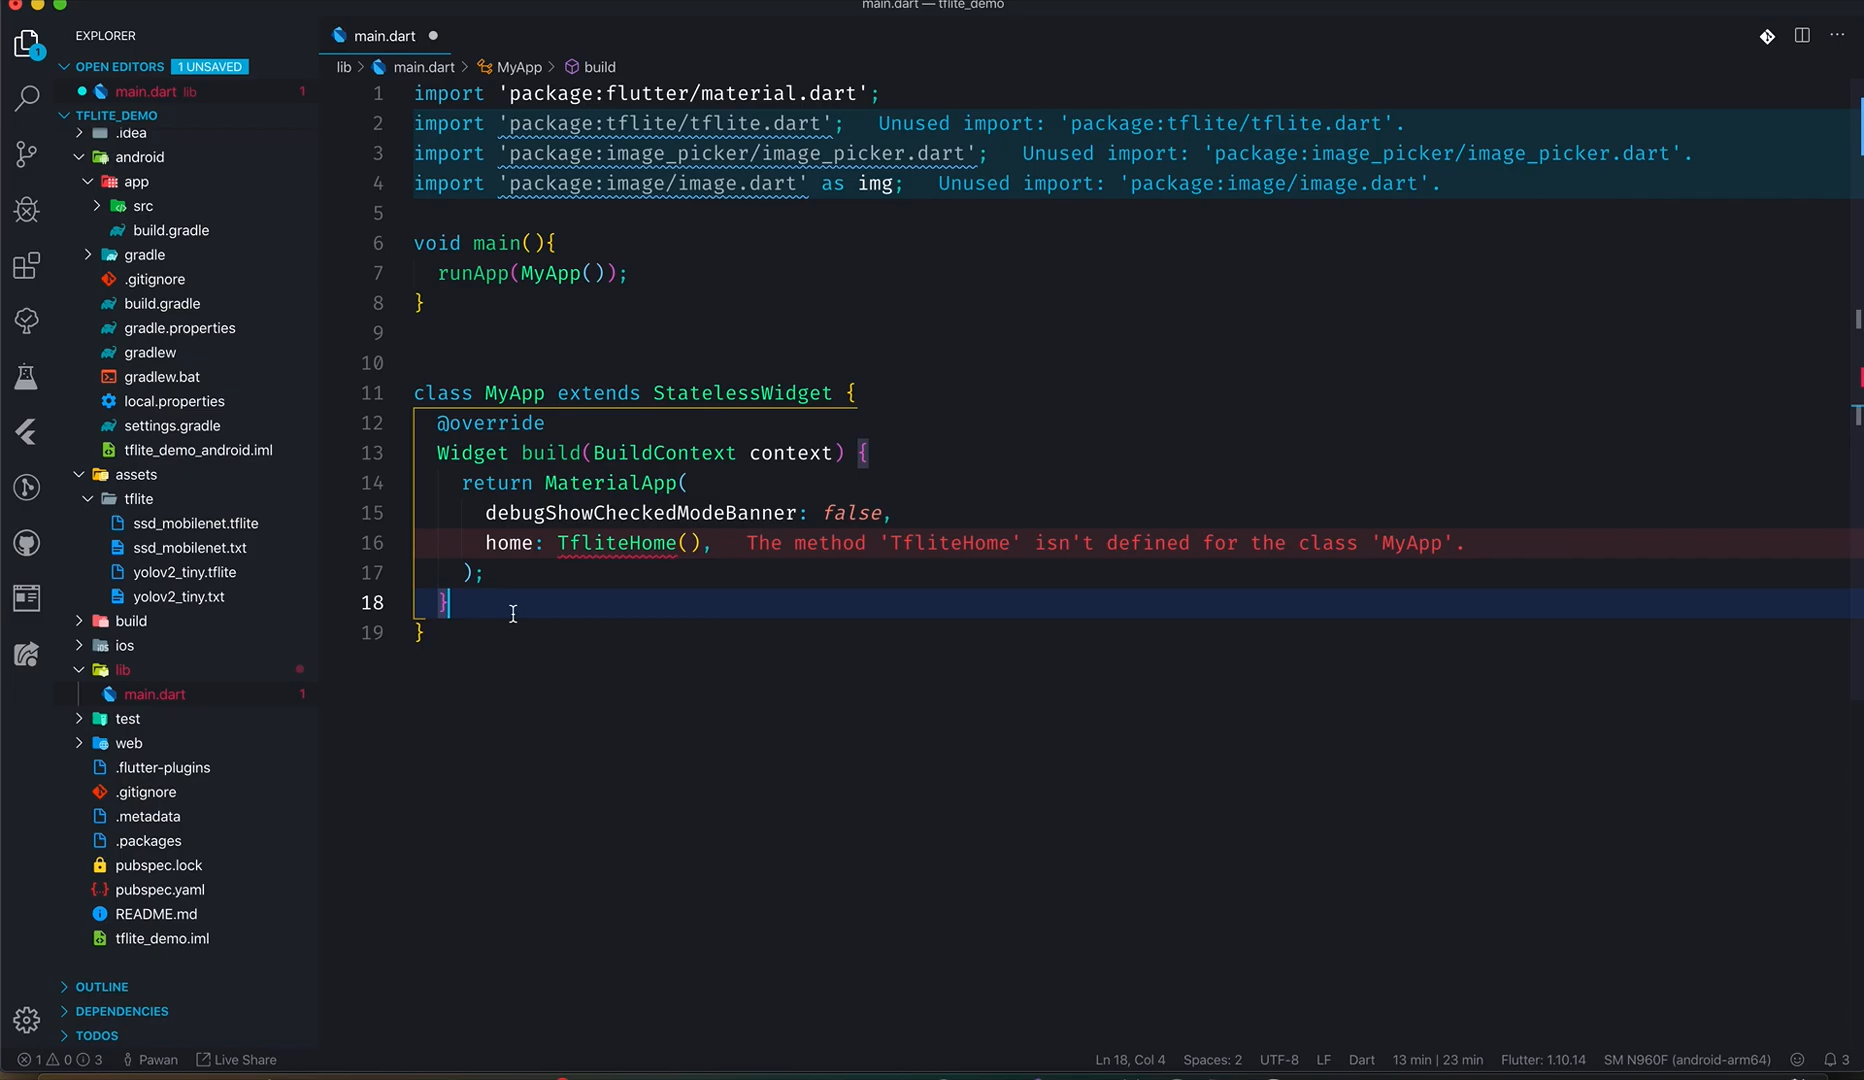 main.dart — tflite_demo
EXPLORER
OPEN EDITORS 1 UNSAVED
main.dart lib 1
TFLITE_DEMO
.idea
android
app
src
build.gradle
gradle
.gitignore
build.gradle
gradle.properties
gradlew
gradlew.bat
local.properties
settings.gradle
tflite_demo_android.iml
assets
tflite
ssd_mobilenet.tflite
ssd_mobilenet.txt
yolov2_tiny.tflite
yolov2_tiny.txt
build
ios
lib
main.dart 1
test
web
.flutter-plugins
.gitignore
.metadata
.packages
pubspec.lock
pubspec.yaml
README.md
tflite_demo.iml
OUTLINE
DEPENDENCIES
TODOS
1
main.dart
lib > main.dart > MyApp > build
1 import 'package:flutter/material.dart';
2 import 'package:tflite/tflite.dart'; Unused import: 'package:tflite/tflite.dart'.
3 import 'package:image_picker/image_picker.dart'; Unused import: 'package:image_picker/image_picker.dart'.
4 import 'package:image/image.dart' as img; Unused import: 'package:image/image.dart'.
5
6 void main(){
7 runApp(MyApp());
8 }
9
10
11 class MyApp extends StatelessWidget {
12 @override
13 Widget build(BuildContext context) {
14 return MaterialApp(
15 debugShowCheckedModeBanner: false,
16 home: TfliteHome(), The method 'TfliteHome' isn't defined for the class 'MyApp'.
17 );
18 }
19 }
1 0 3 Pawan Live Share Ln 18, Col 4 Spaces: 2 UTF-8 LF Dart 13 min | 23 min Flutter: 1.10.14 SM N960F (android-arm64) 3